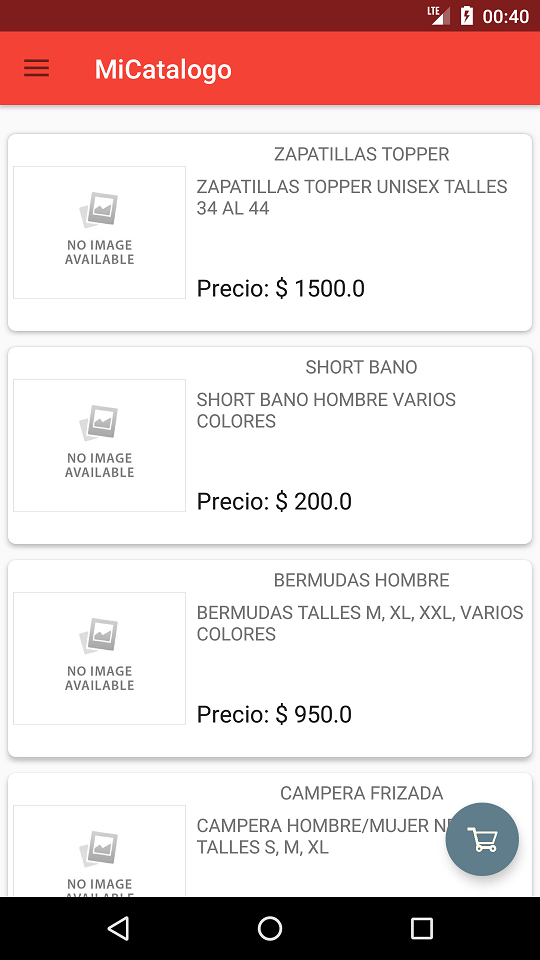 LTE 00:40
MiCatalogo
ZAPATILLAS TOPPER
ZAPATILLAS TOPPER UNISEX TALLES
34 AL 44
NO IMAGE
AVAILABLE
Precio: $ 1500.0
SHORT BANO
SHORT BANO HOMBRE VARIOS
COLORES
NO IMAGE
AVAILABLE
Precio: $ 200.0
BERMUDAS HOMBRE
BERMUDAS TALLES M, XL, XXL, VARIOS
COLORES
NO IMAGE
AVAILABLE
Precio: $ 950.0
CAMPERA FRIZADA
CAMPERA HOMBRE/MUJER
TALLES S, M, XL
NO IMAGE
AVAILABLE